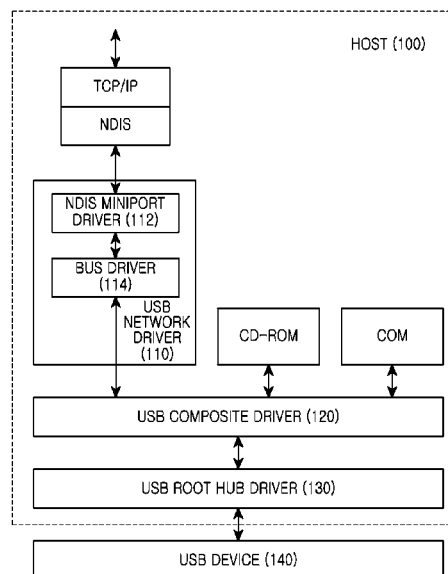 HOST (100)
TCP/IP
NDIS
NDIS MINIPORT
DRIVER (112)
BUS DRIVER
(114)
USB
NETWORK
DRIVER
(110)
CD-ROM
COM
USB COMPOSITE DRIVER (120)
USB ROOT HUB DRIVER (130)
USB DEVICE (140)